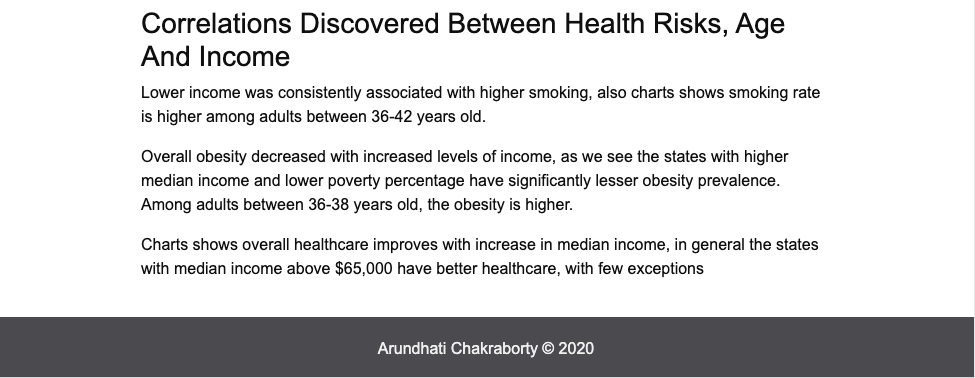 Correlations Discovered Between Health Risks, Age
And Income
Lower income was consistently associated with higher smoking, also charts shows smoking rate
is higher among adults between 36-42 years old.
Overall obesity decreased with increased levels of income, as we see the states with higher
median income and lower poverty percentage have significantly lesser obesity prevalence.
Among adults between 36-38 years old, the obesity is higher.
Charts shows overall healthcare improves with increase in median income, in general the states
with median income above $65,000 have better healthcare, with few exceptions
Arundhati Chakraborty © 2020